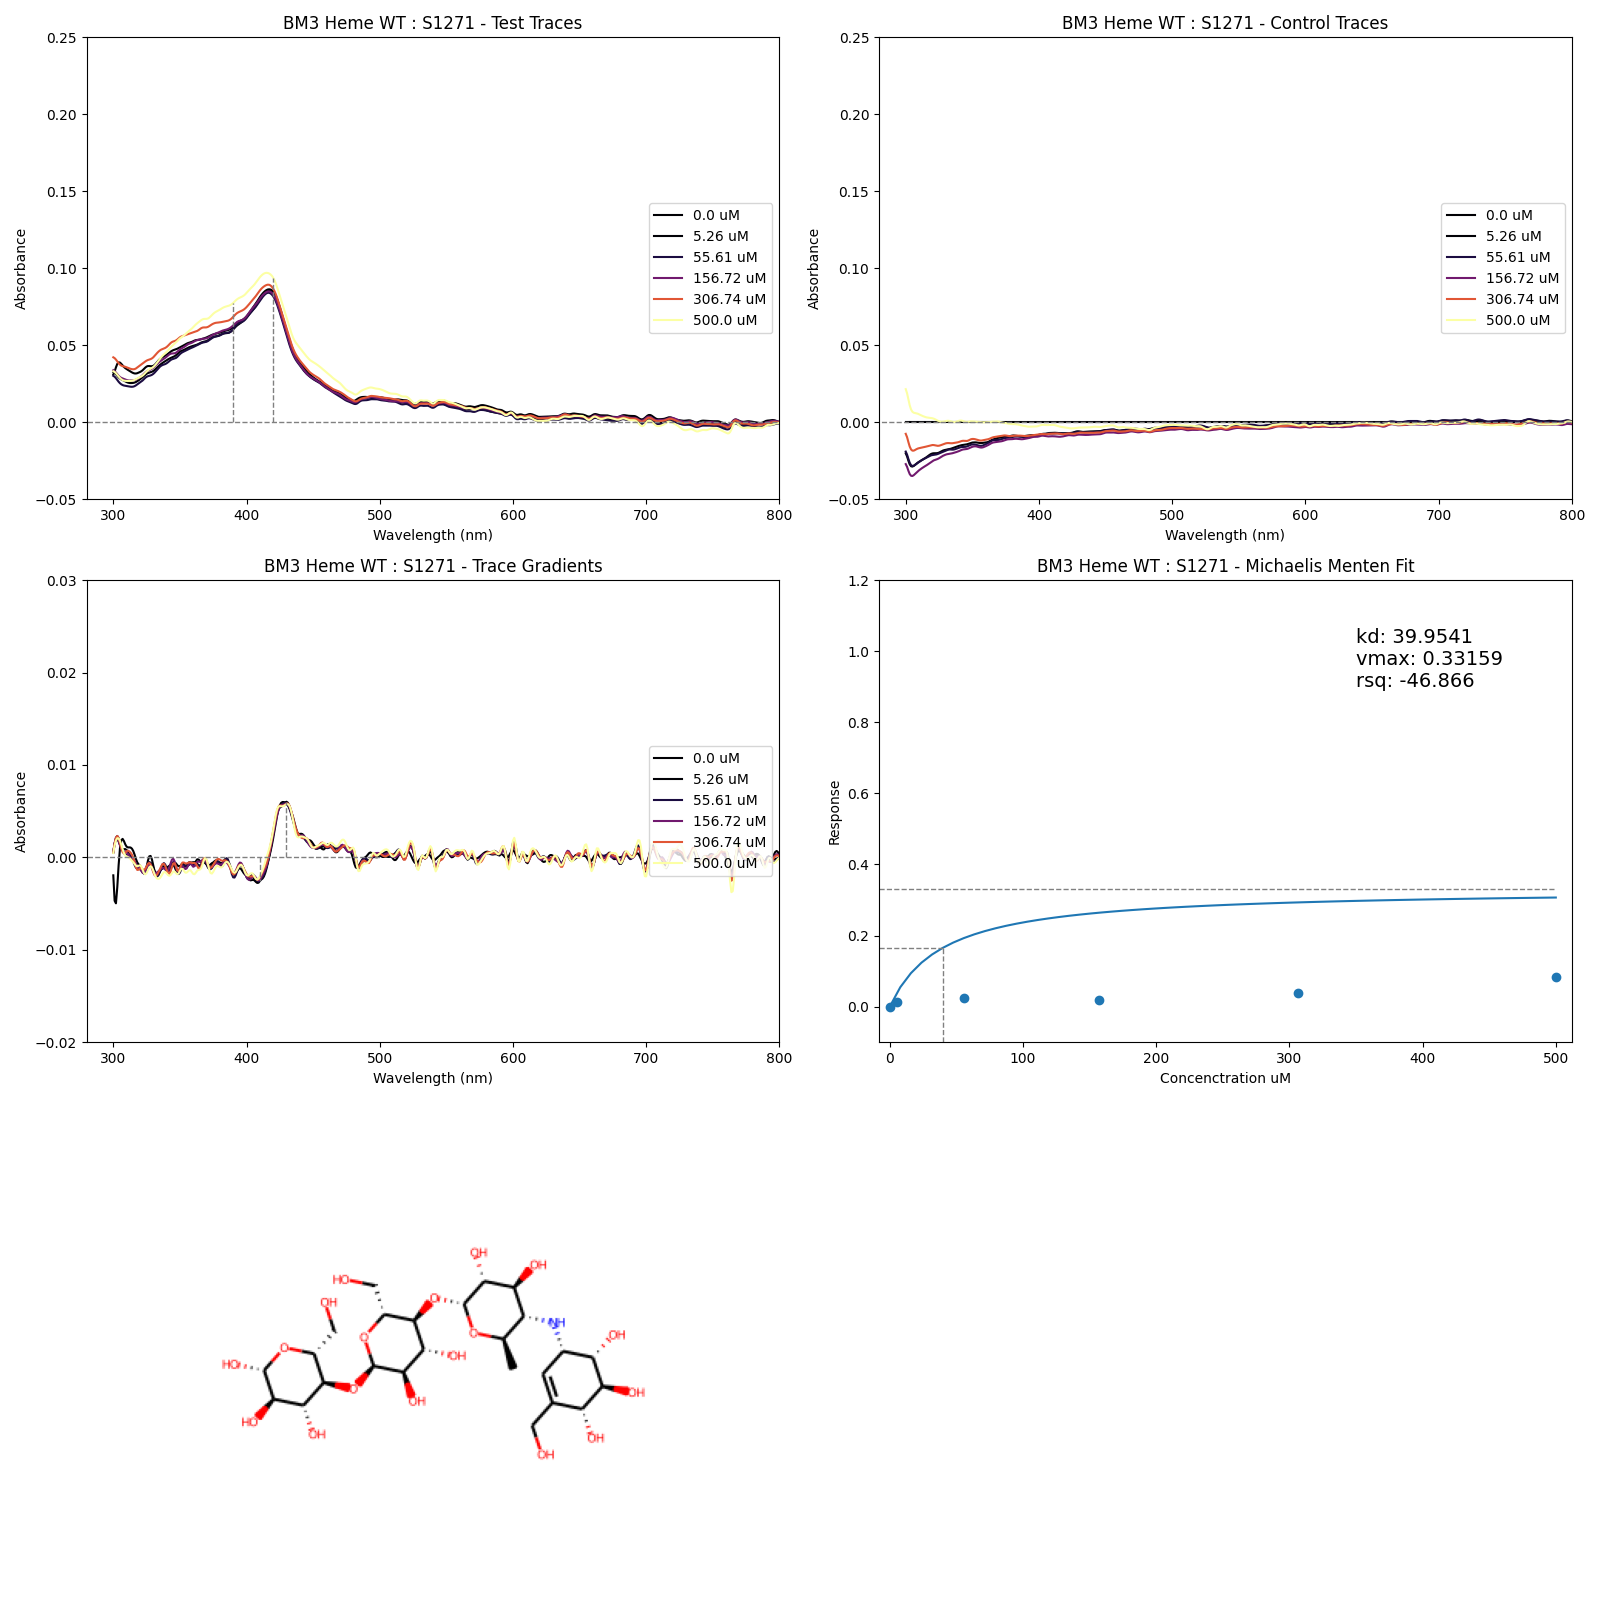 BM3 Heme WT : S1271 - Test Traces
Absorbance
0.25
0.20
0.15
0.10
0.05
0.00
−0.05
300 400 500 600 700 800
Wavelength (nm)
0.0 uM
5.26 uM
55.61 uM
156.72 uM
306.74 uM
500.0 uM
BM3 Heme WT : S1271 - Control Traces
Absorbance
0.25
0.20
0.15
0.10
0.05
0.00
−0.05
300 400 500 600 700 800
Wavelength (nm)
0.0 uM
5.26 uM
55.61 uM
156.72 uM
306.74 uM
500.0 uM
BM3 Heme WT : S1271 - Trace Gradients
Absorbance
0.03
0.02
0.01
0.00
−0.01
−0.02
300 400 500 600 700 800
Wavelength (nm)
0.0 uM
5.26 uM
55.61 uM
156.72 uM
306.74 uM
500.0 uM
BM3 Heme WT : S1271 - Michaelis Menten Fit
Response
1.2
1.0
0.8
0.6
0.4
0.2
0.0
0 100 200 300 400 500
Concenctration uM
kd: 39.9541
vmax: 0.33159
rsq: -46.866
OH
OH
HO
O
OH
NH
O
O
OH
O
OH
HO
O
OH
OH
HO
OH
OH
OH